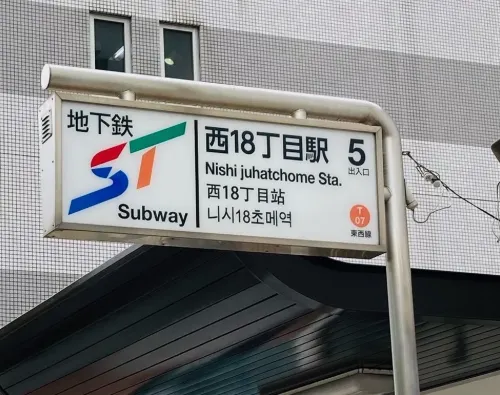 地下鉄
ST
Subway
西18丁目駅
Nishi juhatchome Sta.
西18丁目站
니시18초메역
5
出入口
T
07
東西線